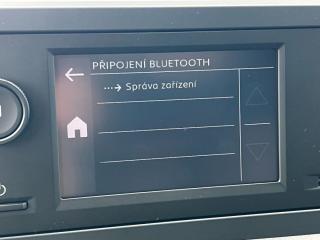 PŘIPOJENÍ BLUETOOTH
Správa zařízení